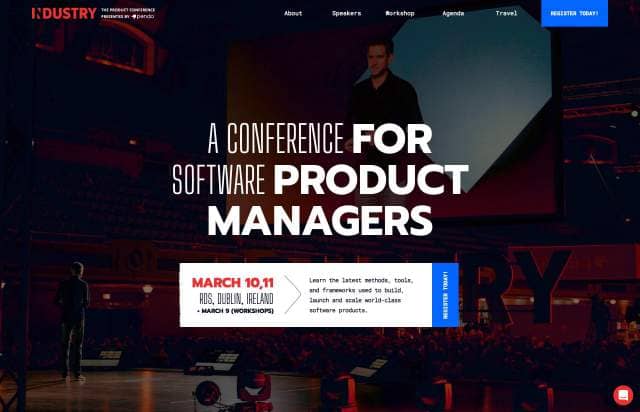 INDUSTRY
THE PRODUCT CONFERENCE
PRESENTED BY pendo
About
Speakers
Workshop
Agenda
Travel
REGISTER TODAY!
A CONFERENCE FOR
SOFTWARE PRODUCT
MANAGERS
MARCH 10,11
RDS, DUBLIN, IRELAND
+ MARCH 9 (WORKSHOPS)
Learn the latest methods, tools,
and frameworks used to build,
launch and scale world-class
software products.
REGISTER TODAY!
RY